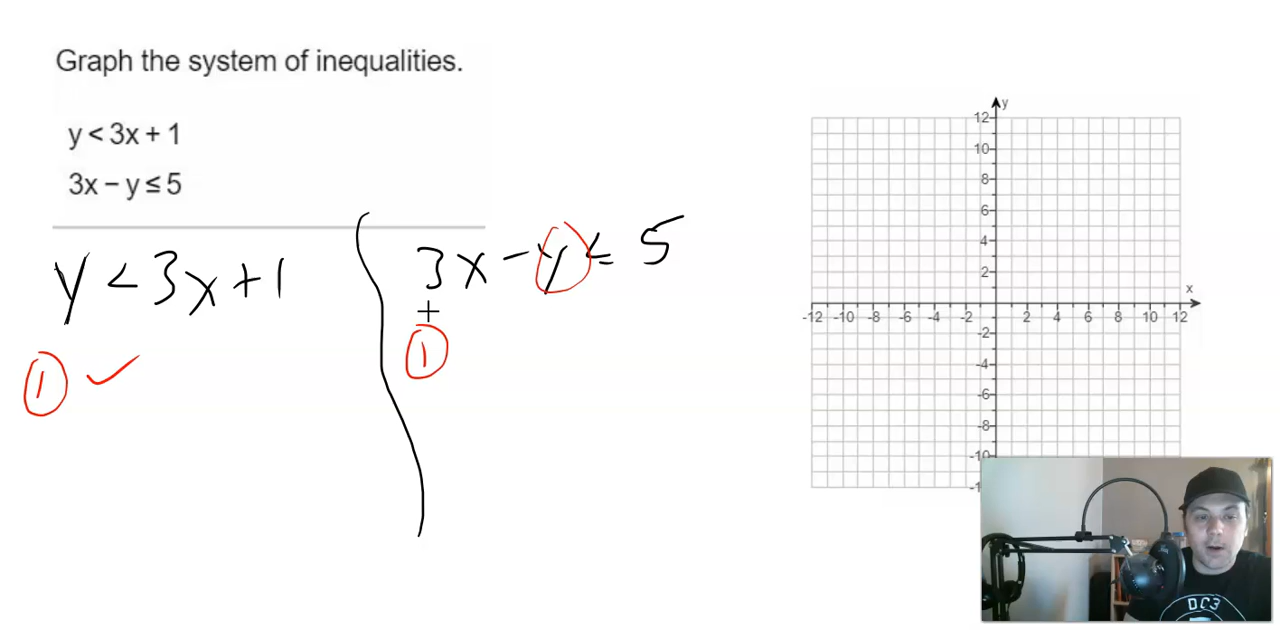 Graph the system of inequalities.
y < 3x + 1
3x − y ≤ 5
y < 3x + 1
3x − y ≤ 5
+
① ✓
①
y
12
10
8
6
4
2
x
-12 -10 -8 -6 -4 -2 2 4 6 8 10 12
-2
-4
-6
-8
-10
-1
DC3